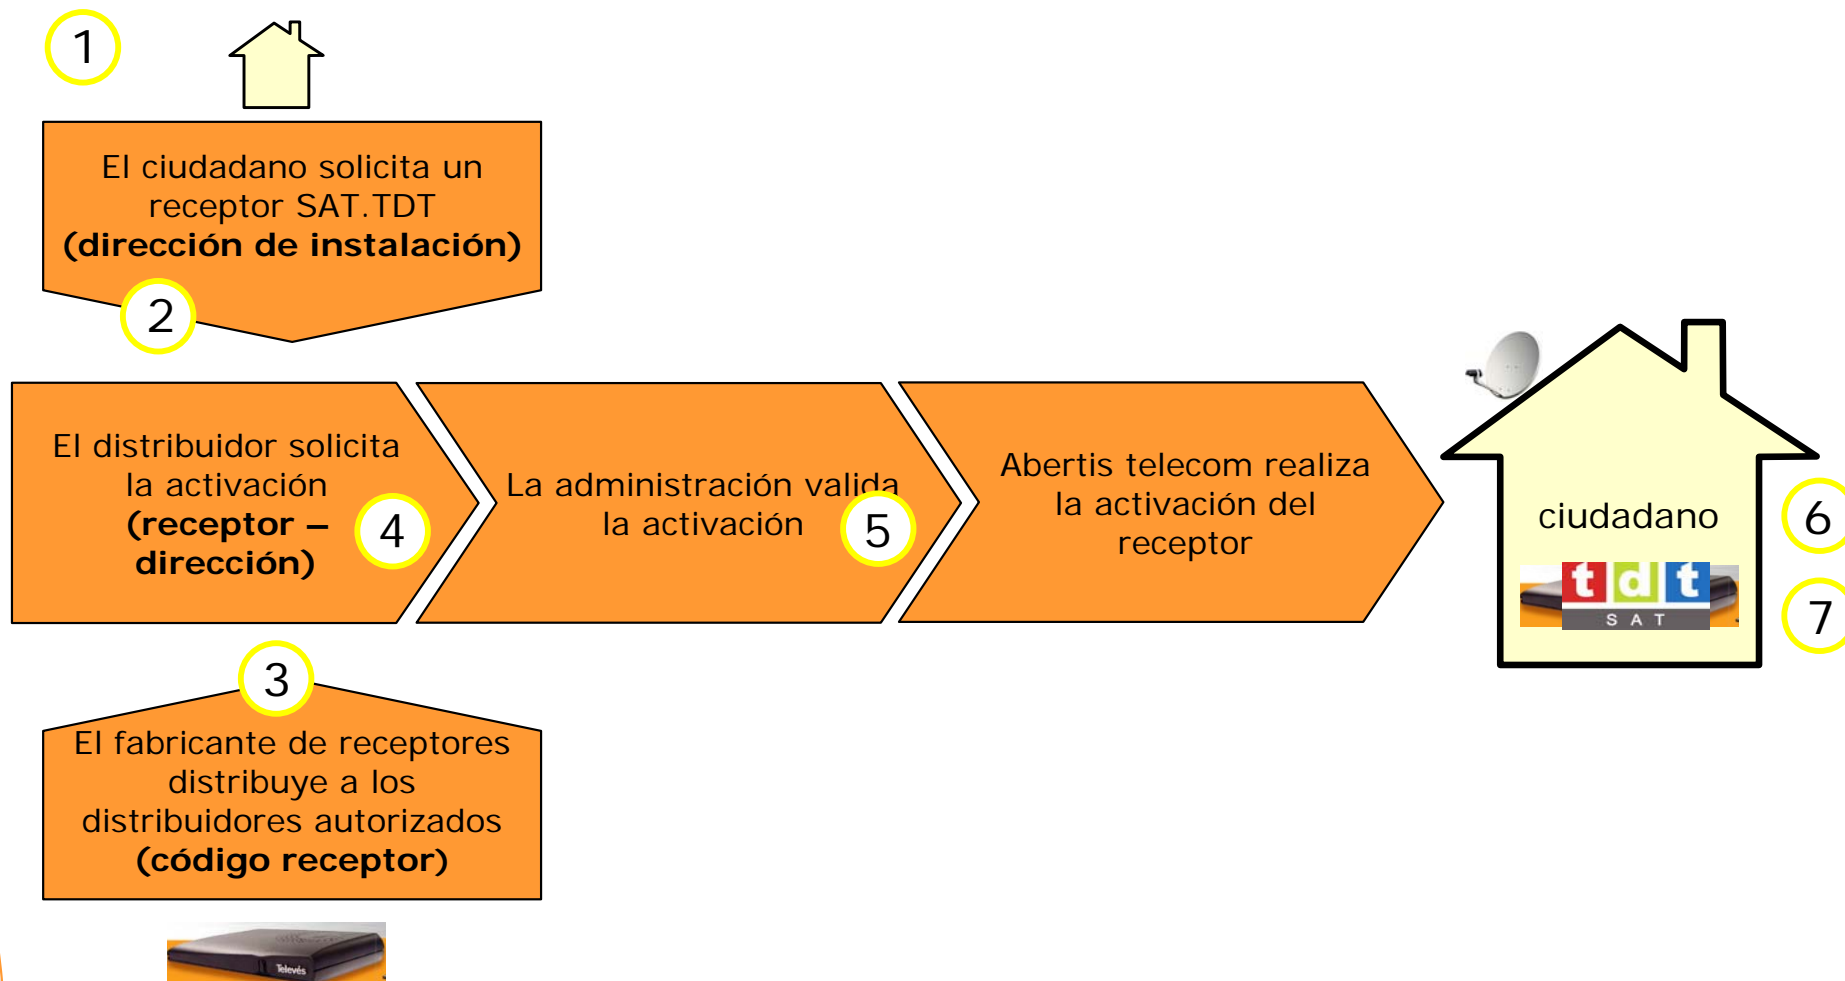 1
El ciudadano solicita un
receptor SAT.TDT
(dirección de instalación)
2
El distribuidor solicita
la activación
(receptor –
dirección)
4
La administración valida
la activación
5
Abertis telecom realiza
la activación del
receptor
ciudadano
6
tdt
SAT
7
3
El fabricante de receptores
distribuye a los
distribuidores autorizados
(código receptor)
Televés